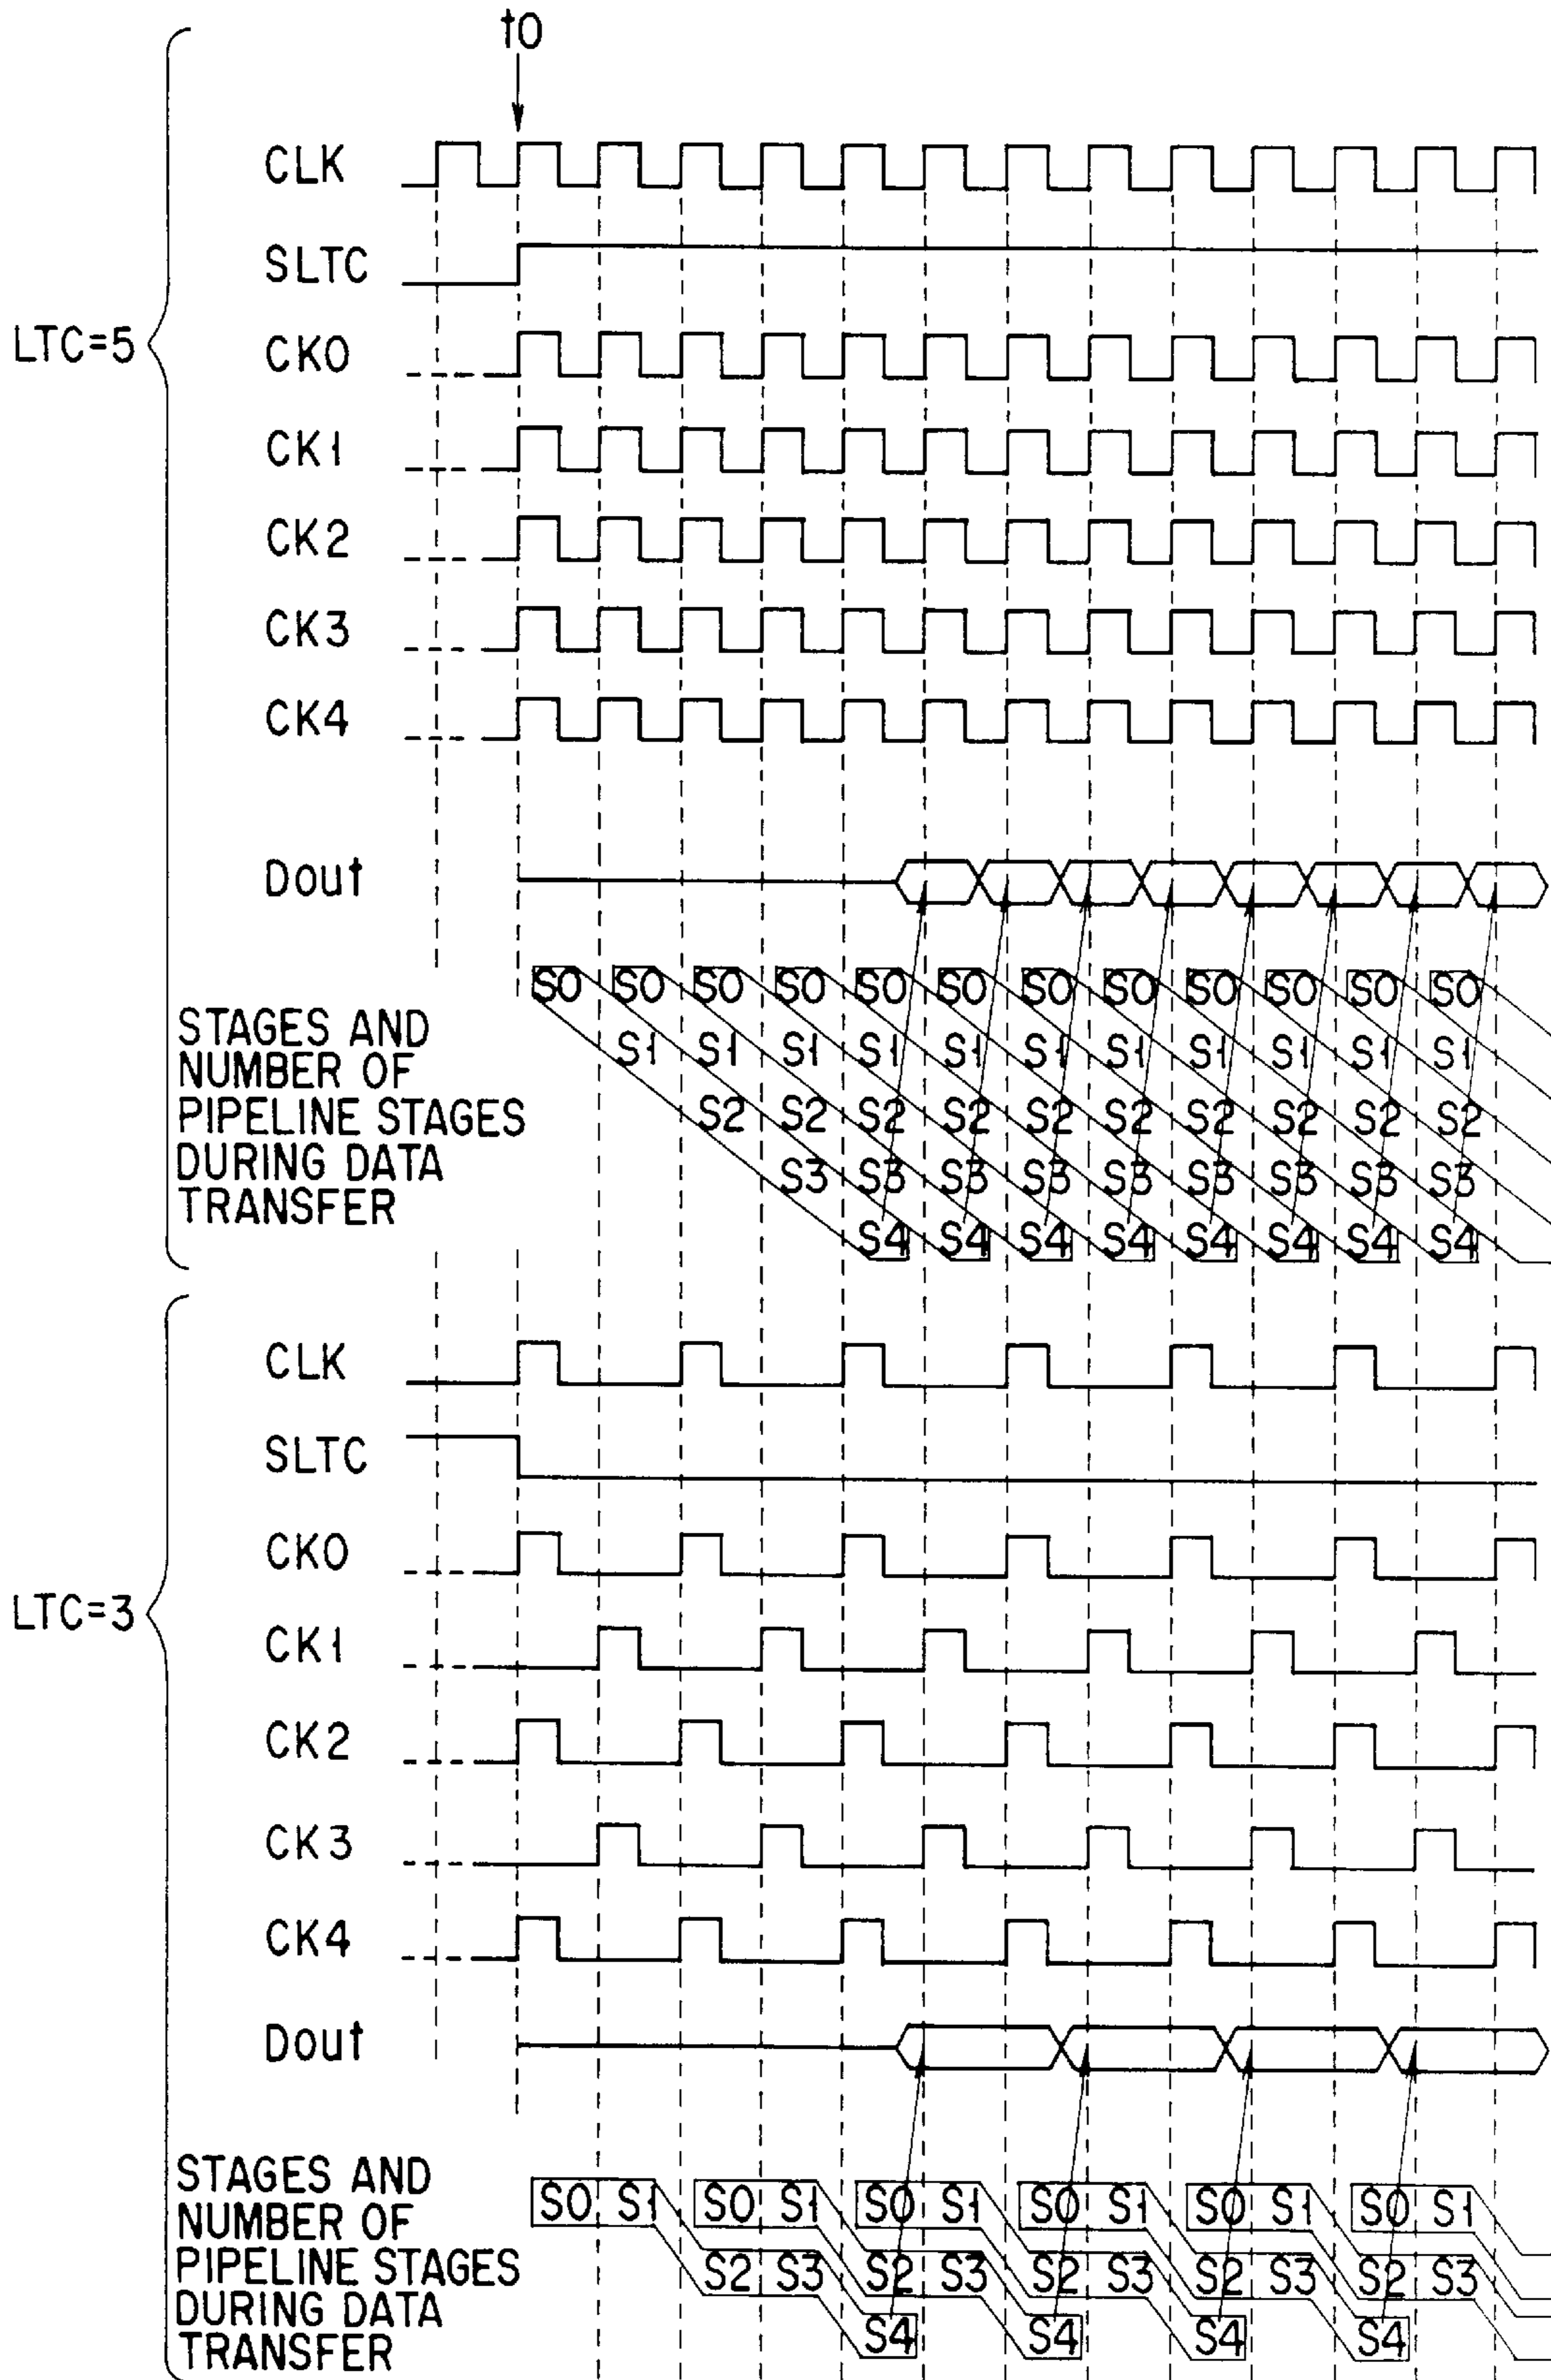 t0
LTC=5
CLK
SLTC
CK0
CK1
CK2
CK3
CK4
Dout
STAGES AND
NUMBER OF
PIPELINE STAGES
DURING DATA
TRANSFER
S0 S0 S0 S0 S0 S0 S0 S0 S0 S0 S0 S0
S1 S1 S1 S1 S1 S1 S1 S1 S1 S1 S1
S2 S2 S2 S2 S2 S2 S2 S2 S2 S2
S3 S3 S3 S3 S3 S3 S3 S3 S3
S4 S4 S4 S4 S4 S4 S4 S4
LTC=3
CLK
SLTC
CK0
CK1
CK2
CK3
CK4
Dout
STAGES AND
NUMBER OF
PIPELINE STAGES
DURING DATA
TRANSFER
S0 S1 S0 S1 S0 S1 S0 S1 S0 S1 S0 S1
S2 S3 S2 S3 S2 S3 S2 S3 S2 S3
S4 S4 S4 S4